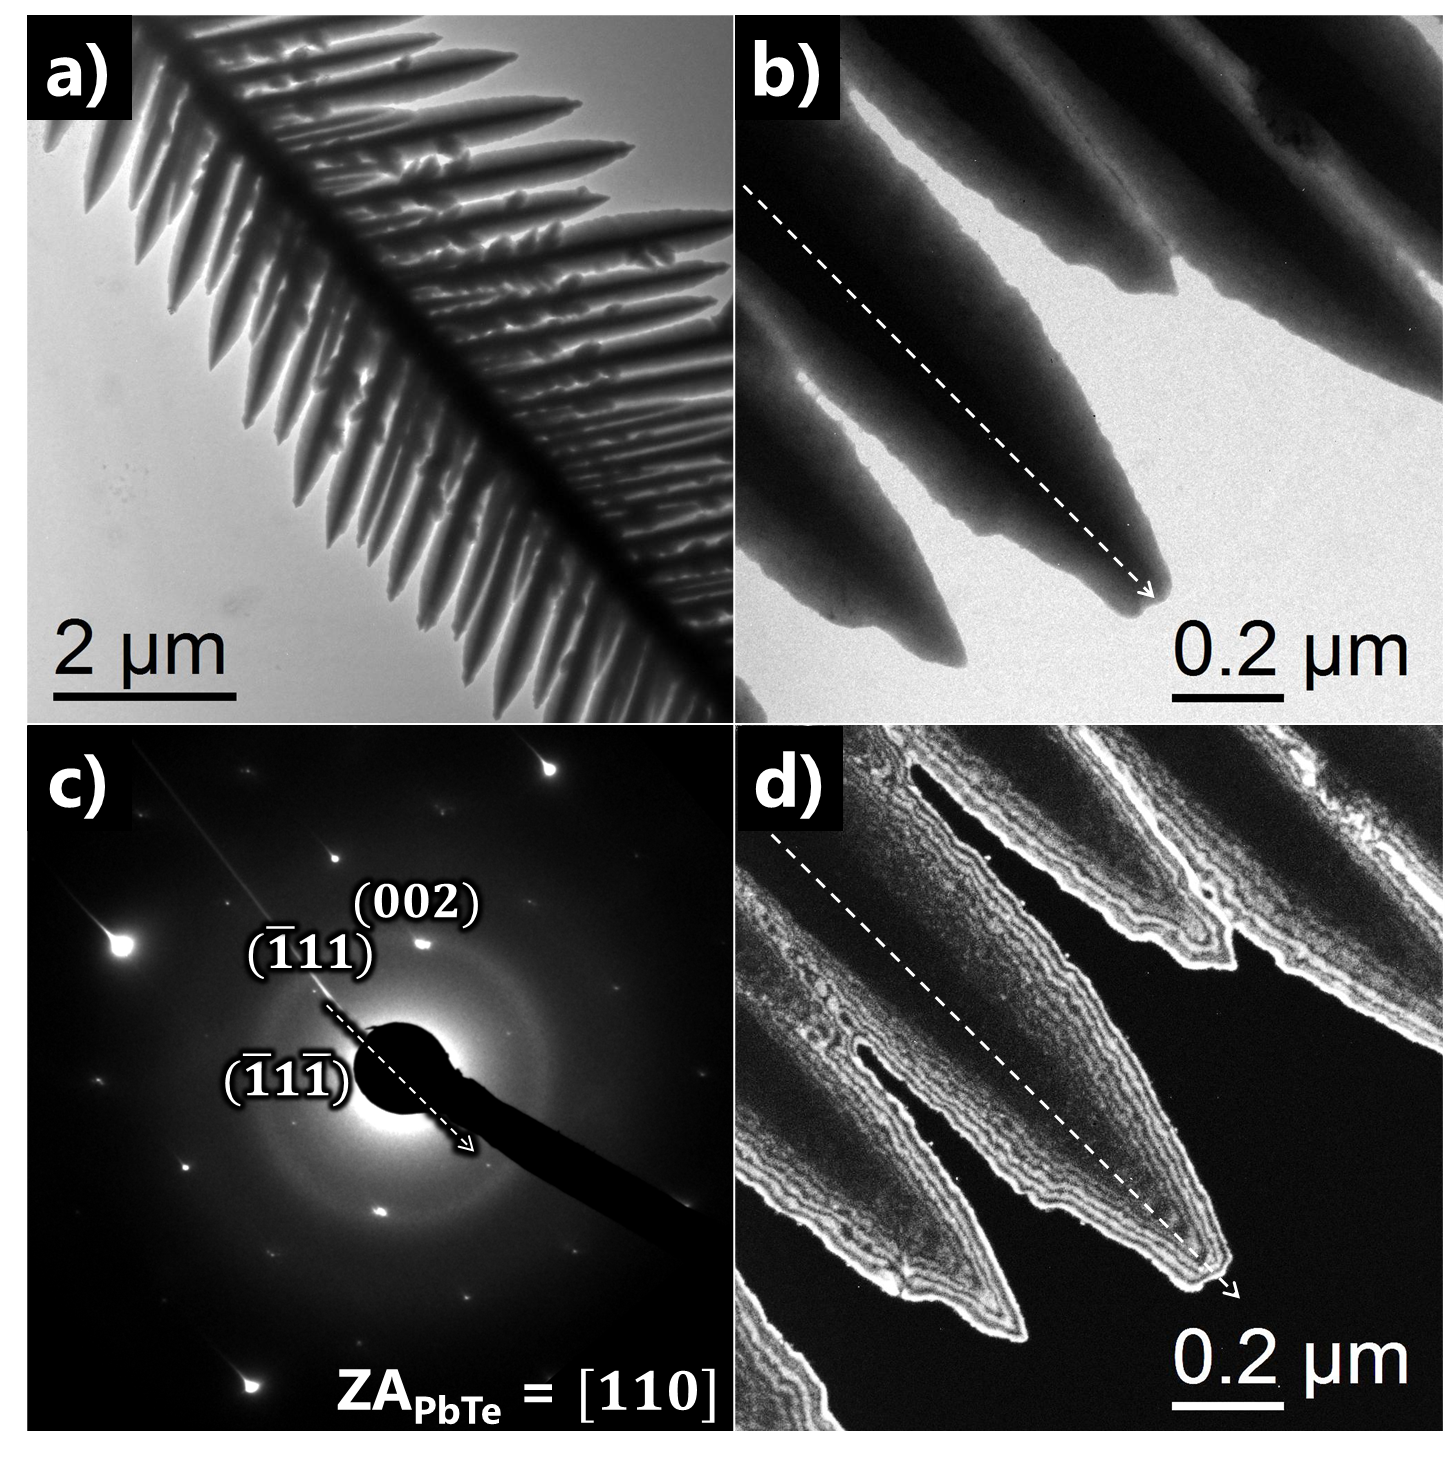 a)
2 μm
b)
0.2 μm
c)
(002)
(1̅11)
(1̅11̅)
ZA_PbTe = [110]
d)
0.2 μm